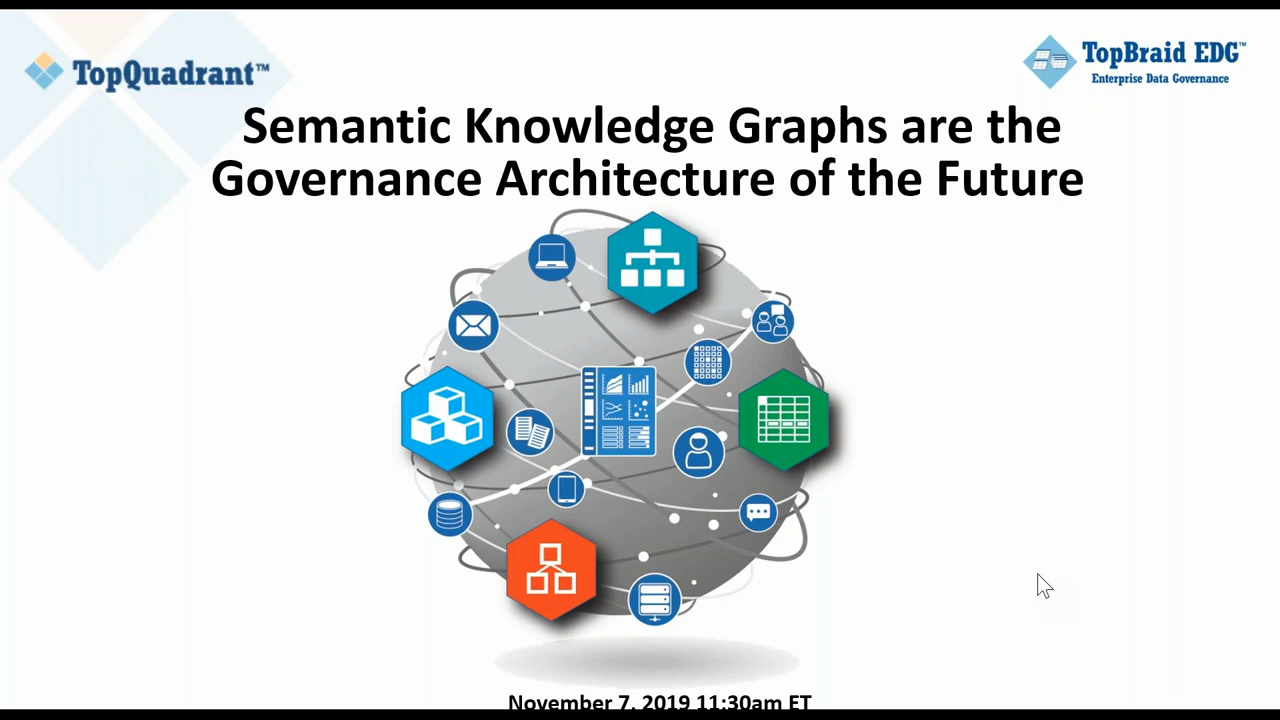 TopQuadrant™
TopBraid EDG™
Enterprise Data Governance
Semantic Knowledge Graphs are the
Governance Architecture of the Future
November 7, 2019 11:30am ET